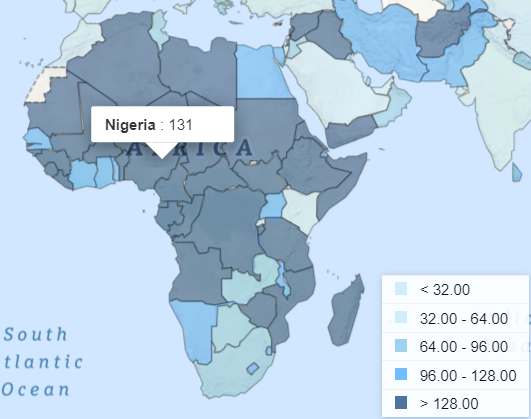 Nigeria : 131
AFRICA
South
tlantic
Ocean
< 32.00
32.00 - 64.00
64.00 - 96.00
96.00 - 128.00
> 128.00